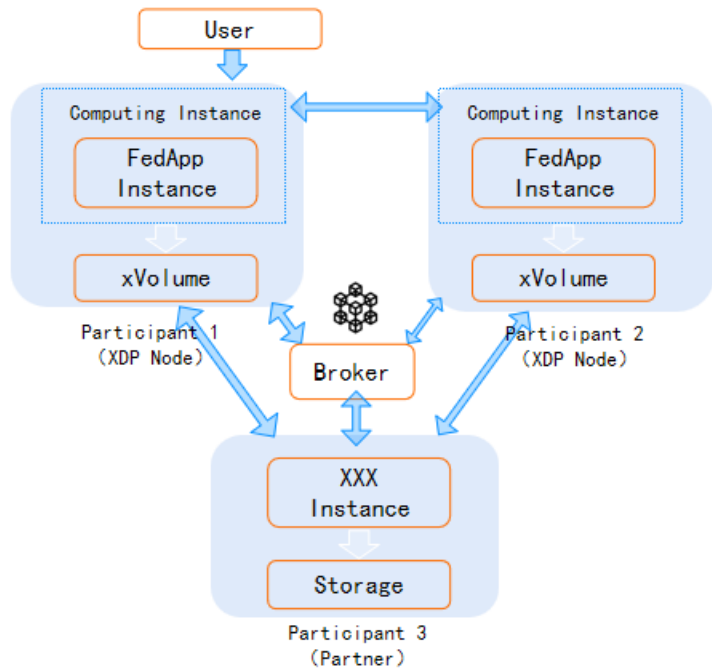 User
Computing Instance
FedApp
Instance
xVolume
Participant 1
（XDP Node）
Computing Instance
FedApp
Instance
xVolume
Participant 2
（XDP Node）
Broker
XXX
Instance
Storage
Participant 3
（Partner）